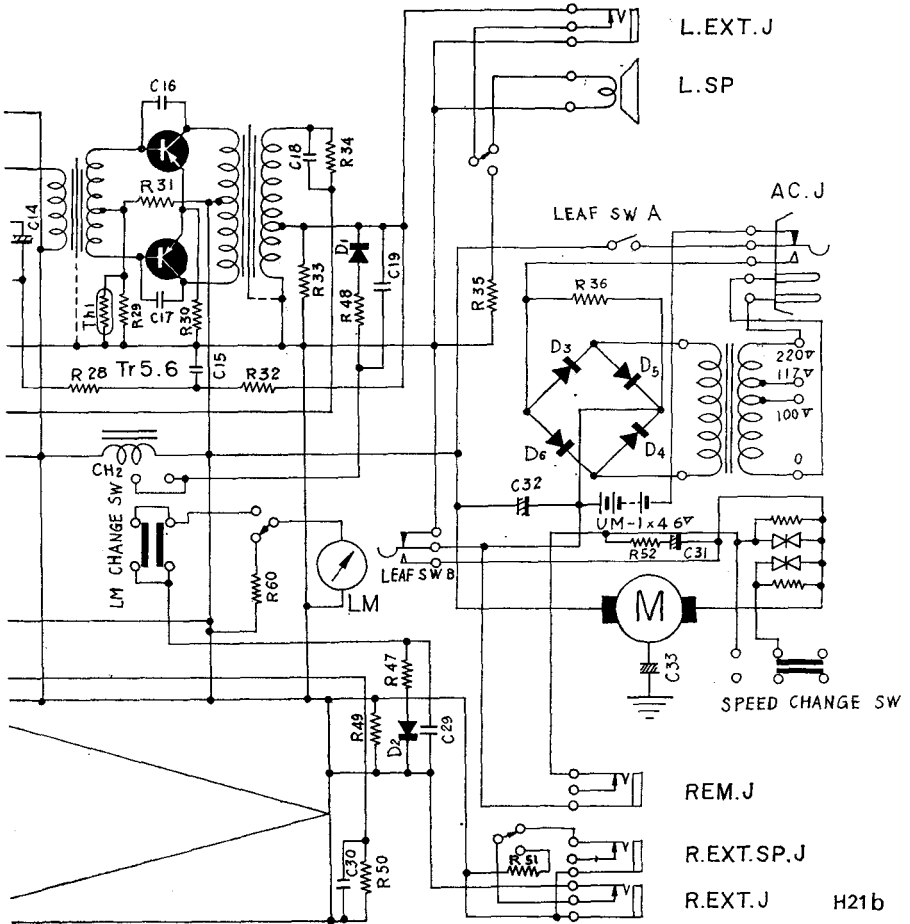 L.EXT.J
L.SP
C16
C18
R34
R31
AC.J
C14
LEAF SW A
D1
C19
R33
R35
R36
R48
Th1
R29
C17
R30
D3
D5
220V
117V
100V
C15
Tr5.6
R28
R32
D6
D4
0
CH2
C32
UM-1x4 6V
LM CHANGE SW
R52
C31
LEAF SW B
R60
LM
M
C33
R47
SPEED CHANGE SW
R49
D2
C29
REM.J
R.EXT.SP.J
R51
C30
R50
R.EXT.J
H21b